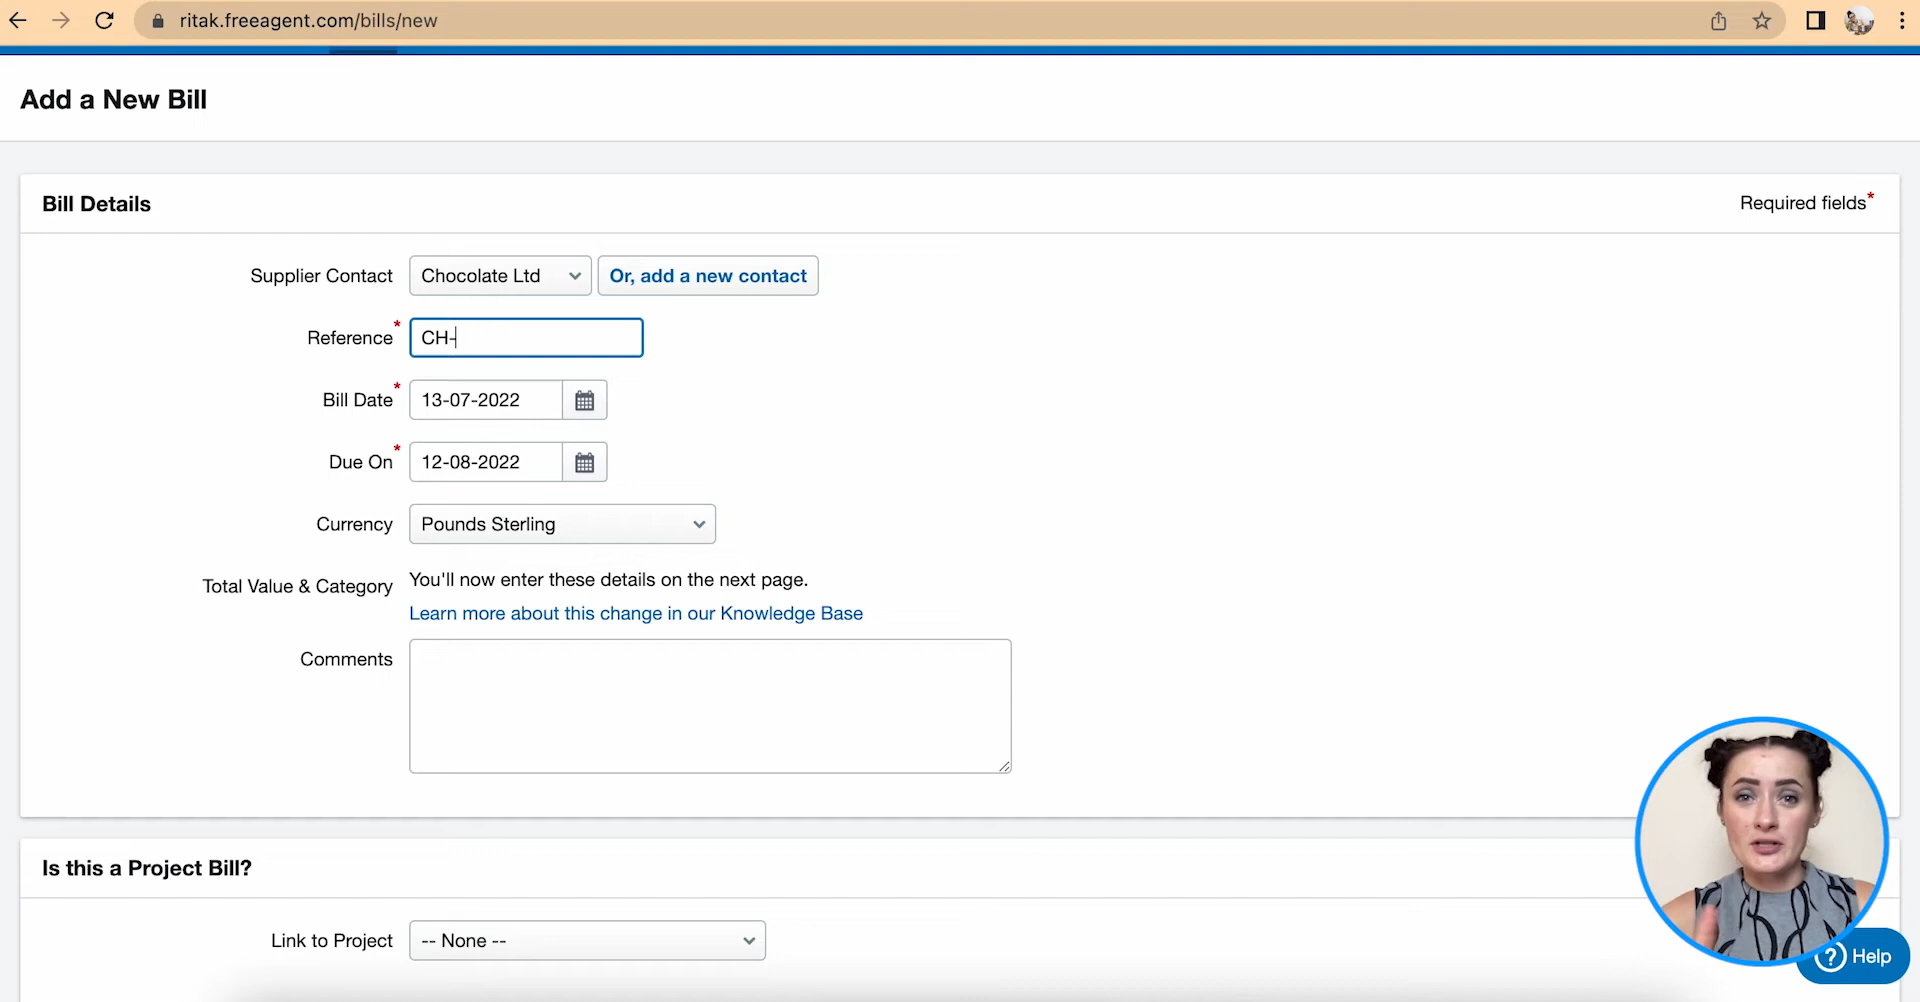 ritak.freeagent.com/bills/new
Add a New Bill
Bill Details
Required fields*
Supplier Contact
Chocolate Ltd
Or, add a new contact
Reference*
CH-
Bill Date*
13-07-2022
Due On*
12-08-2022
Currency
Pounds Sterling
Total Value & Category
You'll now enter these details on the next page.
Learn more about this change in our Knowledge Base
Comments
Is this a Project Bill?
Link to Project
-- None --
? Help